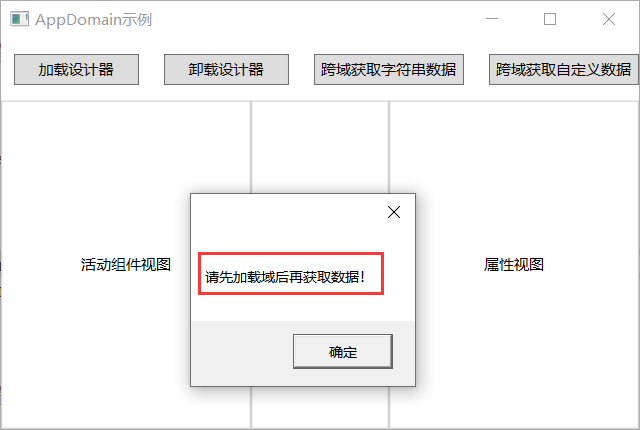 AppDomain示例
加载设计器
卸载设计器
跨域获取字符串数据
跨域获取自定义数据
活动组件视图
属性视图
请先加载域后再获取数据！
确定